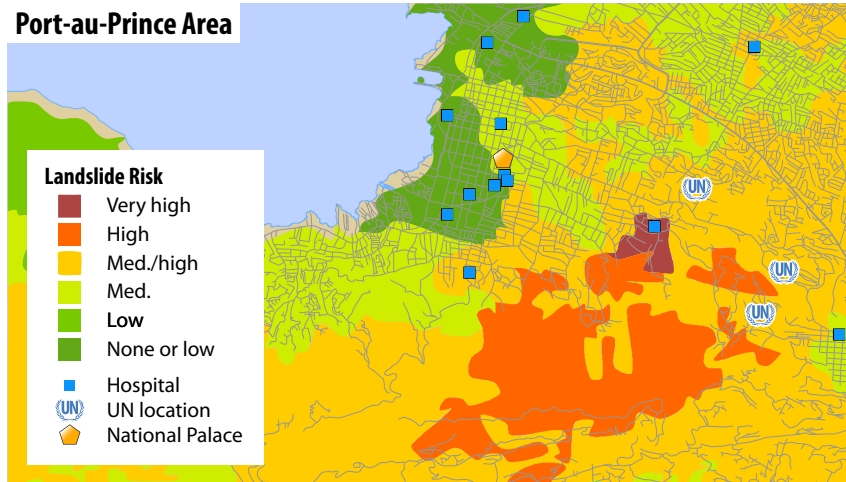 Port-au-Prince Area
Landslide Risk
Very high
High
Med./high
Med.
Low
None or low
Hospital
UN UN location
National Palace
UN
UN
UN